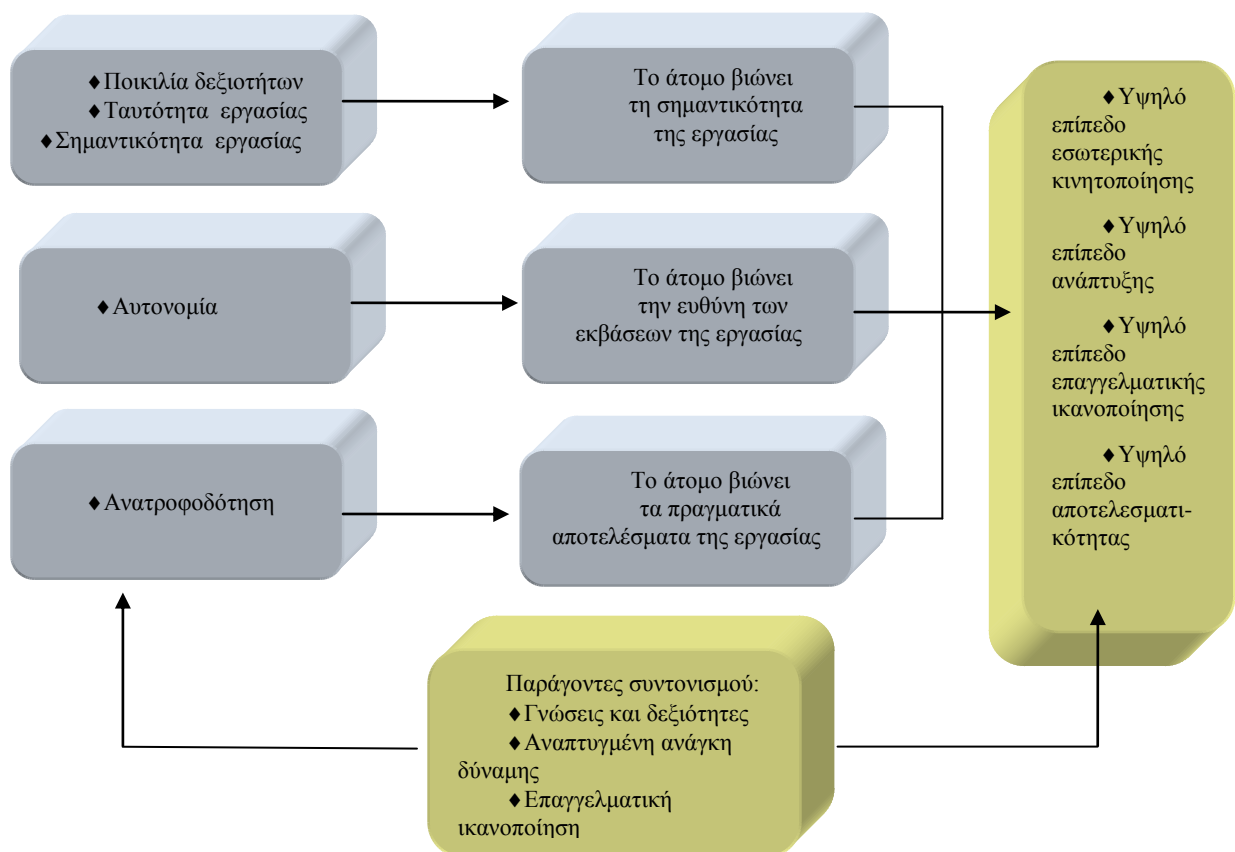 ♦Ποικιλία δεξιοτήτων
♦Ταυτότητα εργασίας
♦Σημαντικότητα εργασίας
Το άτομο βιώνει
τη σημαντικότητα
της εργασίας
♦Αυτονομία
Το άτομο βιώνει
την ευθύνη των
εκβάσεων της εργασίας
♦Ανατροφοδότηση
Το άτομο βιώνει
τα πραγματικά
αποτελέσματα της εργασίας
♦Υψηλό
επίπεδο
εσωτερικής
κινητοποίησης
♦Υψηλό
επίπεδο
ανάπτυξης
♦Υψηλό
επίπεδο
επαγγελματικής
ικανοποίησης
♦Υψηλό
επίπεδο
αποτελεσματι-
κότητας
Παράγοντες συντονισμού:
♦Γνώσεις και δεξιότητες
♦Αναπτυγμένη ανάγκη
δύναμης
♦Επαγγελματική
ικανοποίηση